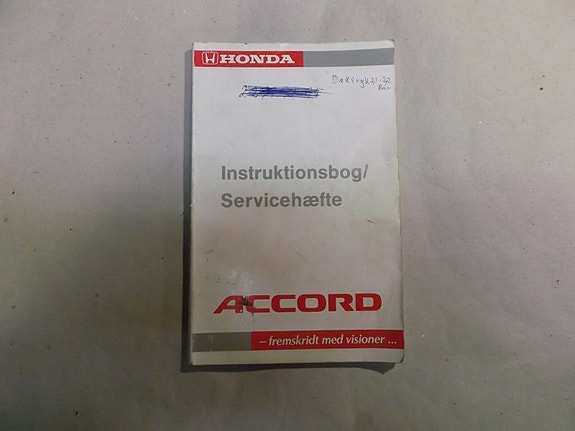 HONDA
Instruktionsbog/
Servicehæfte
ACCORD
– fremskridt med visioner ...